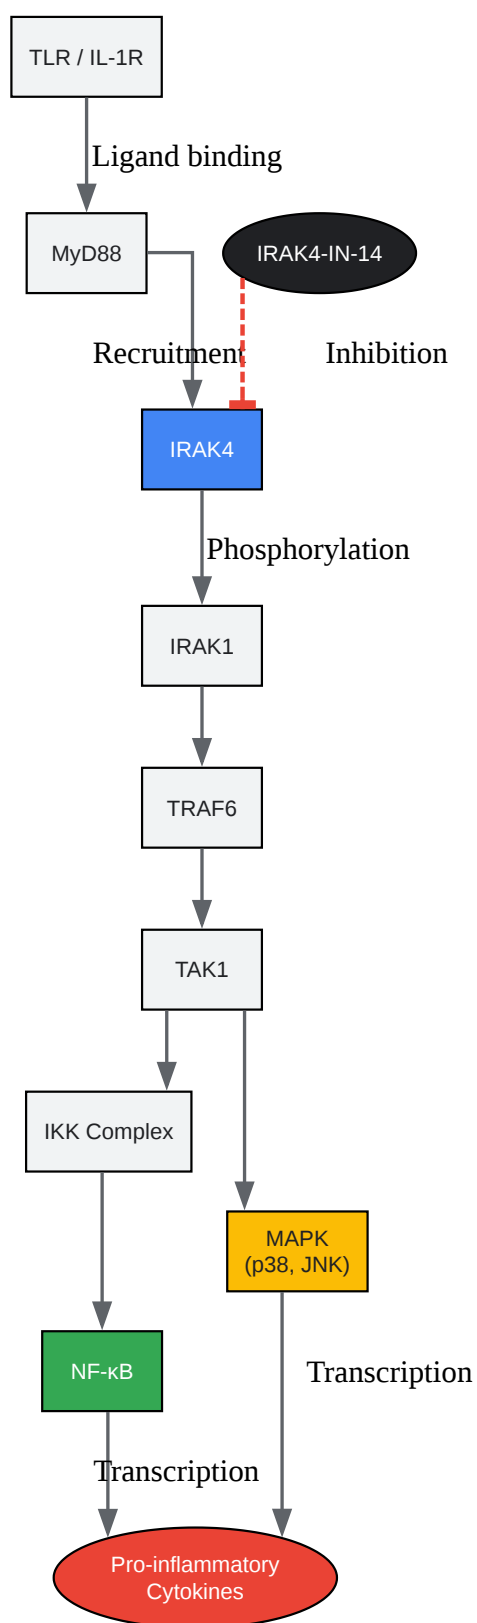 TLR / IL-1R
Ligand binding
MyD88
IRAK4-IN-14
Recruitment
Inhibition
IRAK4
Phosphorylation
IRAK1
TRAF6
TAK1
IKK Complex
MAPK
(p38, JNK)
NF-κB
Transcription
Transcription
Pro-inflammatory
Cytokines